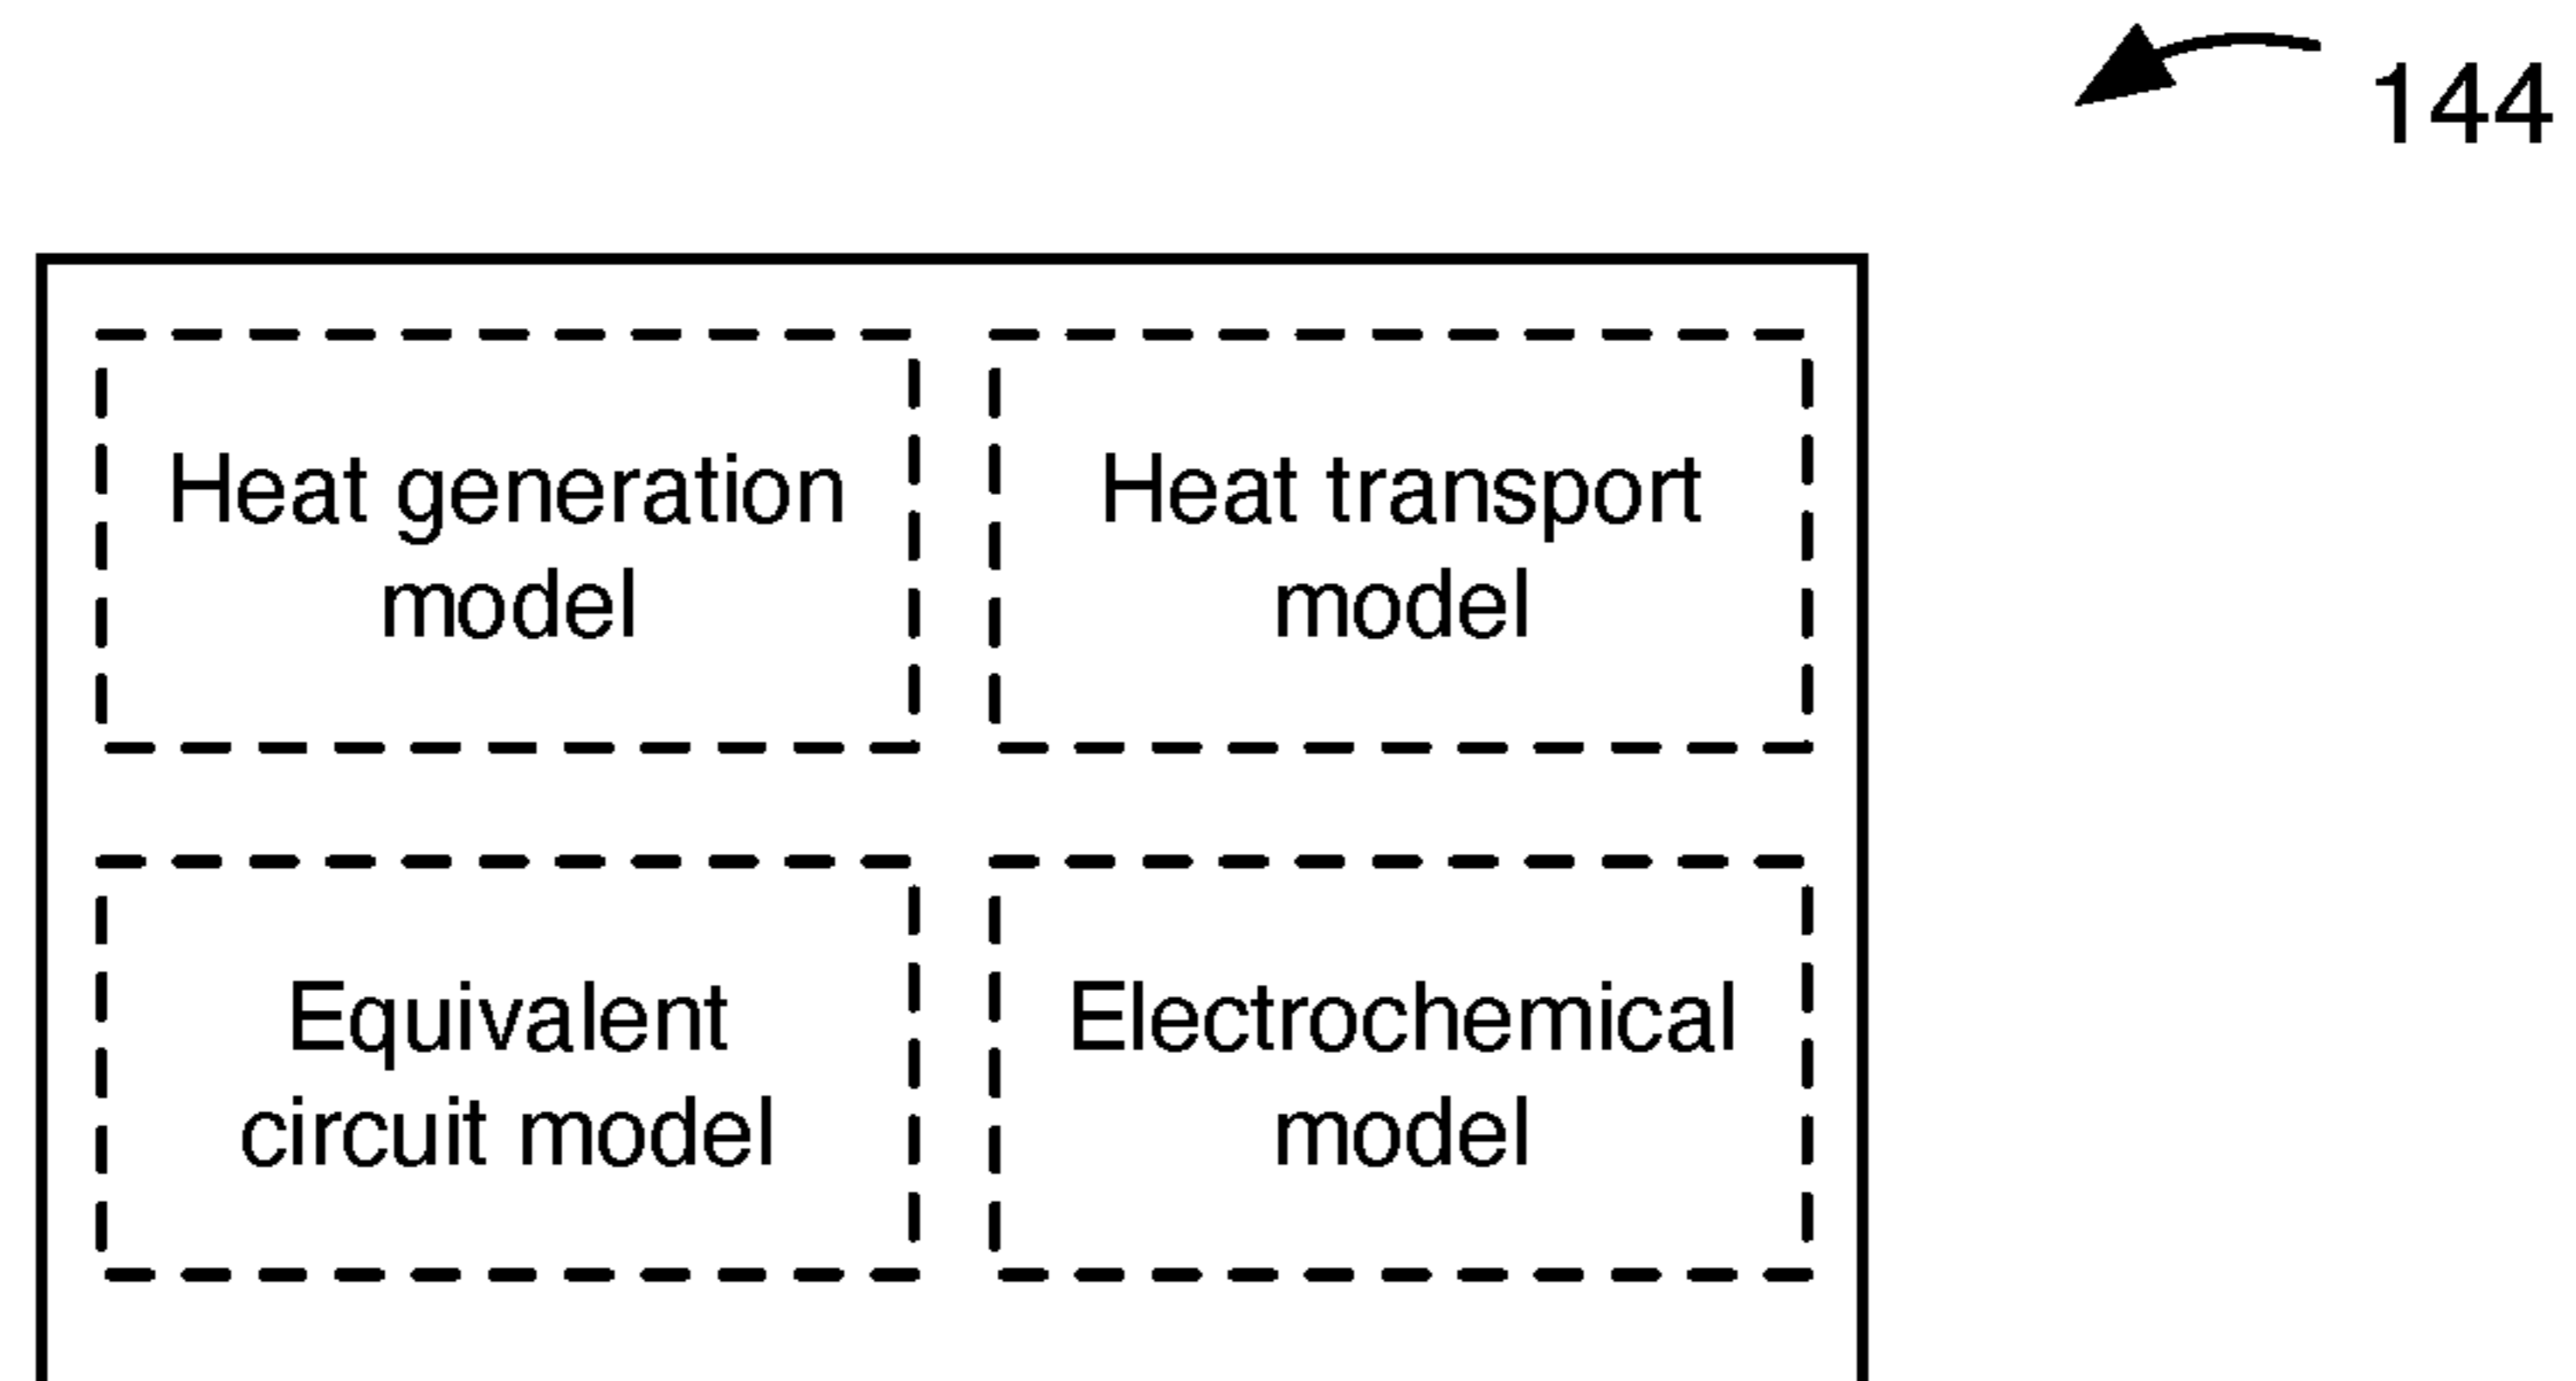 144
Heat generation
model
Heat transport
model
Equivalent
circuit model
Electrochemical
model